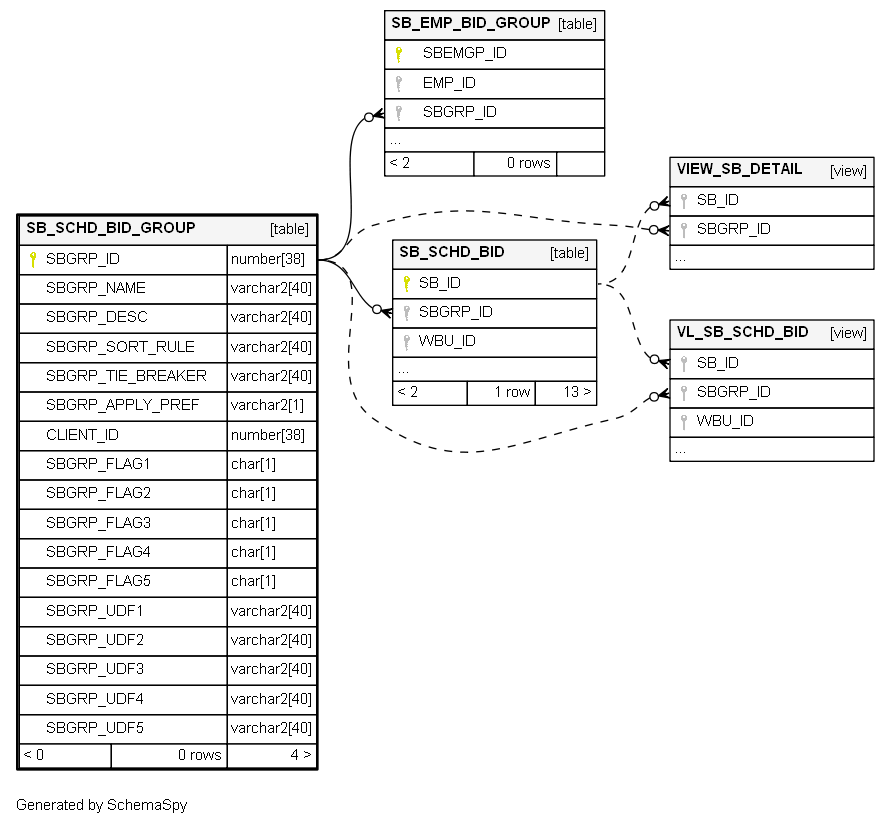 SB_EMP_BID_GROUP [table]
SBEMGP_ID
EMP_ID
SBGRP_ID
...
< 2 0 rows
VIEW_SB_DETAIL [view]
SB_ID
SBGRP_ID
...
SB_SCHD_BID_GROUP [table]
SBGRP_ID number[38]
SBGRP_NAME varchar2[40]
SBGRP_DESC varchar2[40]
SBGRP_SORT_RULE varchar2[40]
SBGRP_TIE_BREAKER varchar2[40]
SBGRP_APPLY_PREF varchar2[1]
CLIENT_ID number[38]
SBGRP_FLAG1 char[1]
SBGRP_FLAG2 char[1]
SBGRP_FLAG3 char[1]
SBGRP_FLAG4 char[1]
SBGRP_FLAG5 char[1]
SBGRP_UDF1 varchar2[40]
SBGRP_UDF2 varchar2[40]
SBGRP_UDF3 varchar2[40]
SBGRP_UDF4 varchar2[40]
SBGRP_UDF5 varchar2[40]
< 0 0 rows 4 >
SB_SCHD_BID [table]
SB_ID
SBGRP_ID
WBU_ID
...
< 2 1 row 13 >
VL_SB_SCHD_BID [view]
SB_ID
SBGRP_ID
WBU_ID
...
Generated by SchemaSpy